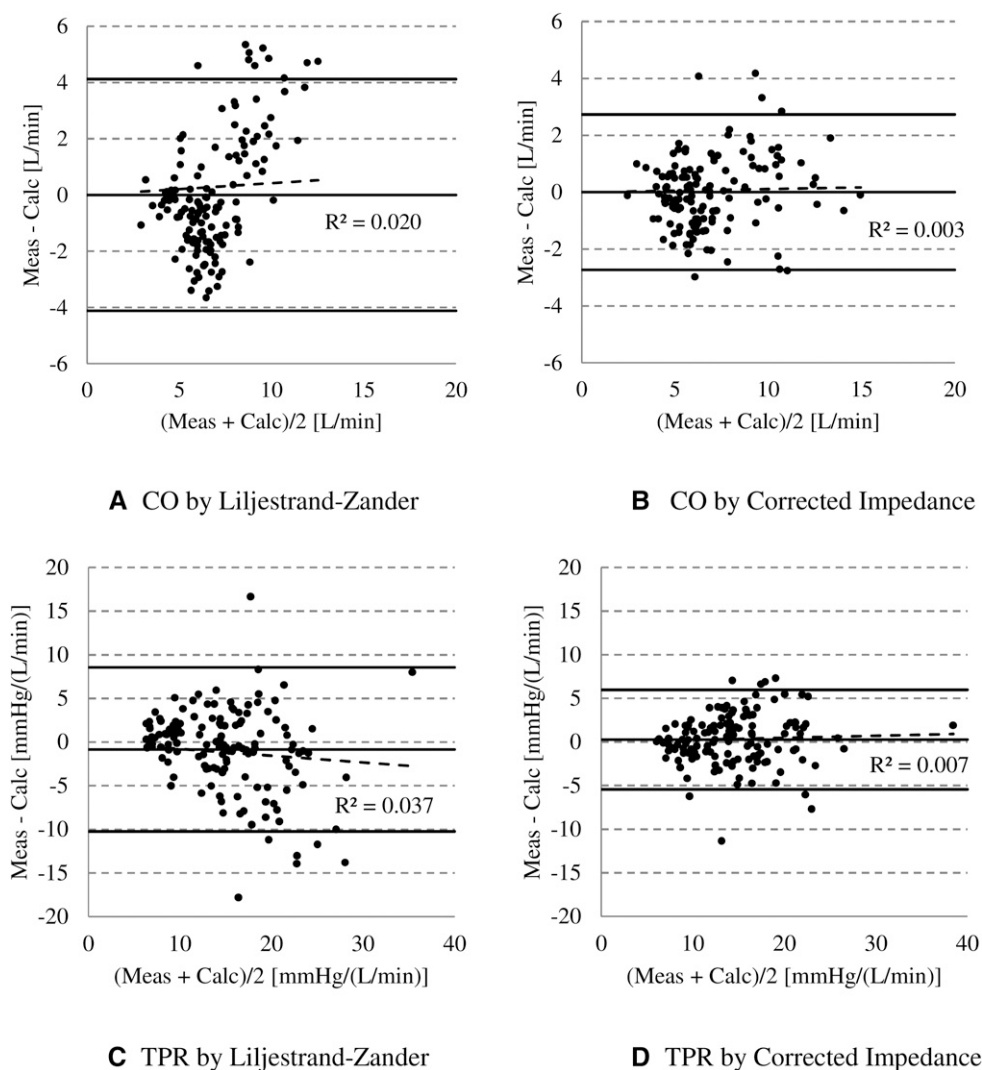 6
4
2
0
-2
-4
-6
Meas - Calc [L/min]
R² = 0.020
0 5 10 15 20
(Meas + Calc)/2 [L/min]
A CO by Liljestrand-Zander
6
4
2
0
-2
-4
-6
Meas - Calc [L/min]
R² = 0.003
0 5 10 15 20
(Meas + Calc)/2 [L/min]
B CO by Corrected Impedance
20
15
10
5
0
-5
-10
-15
-20
Meas - Calc [mmHg/(L/min)]
R² = 0.037
0 10 20 30 40
(Meas + Calc)/2 [mmHg/(L/min)]
C TPR by Liljestrand-Zander
20
15
10
5
0
-5
-10
-15
-20
Meas - Calc [mmHg/(L/min)]
R² = 0.007
0 10 20 30 40
(Meas + Calc)/2 [mmHg/(L/min)]
D TPR by Corrected Impedance